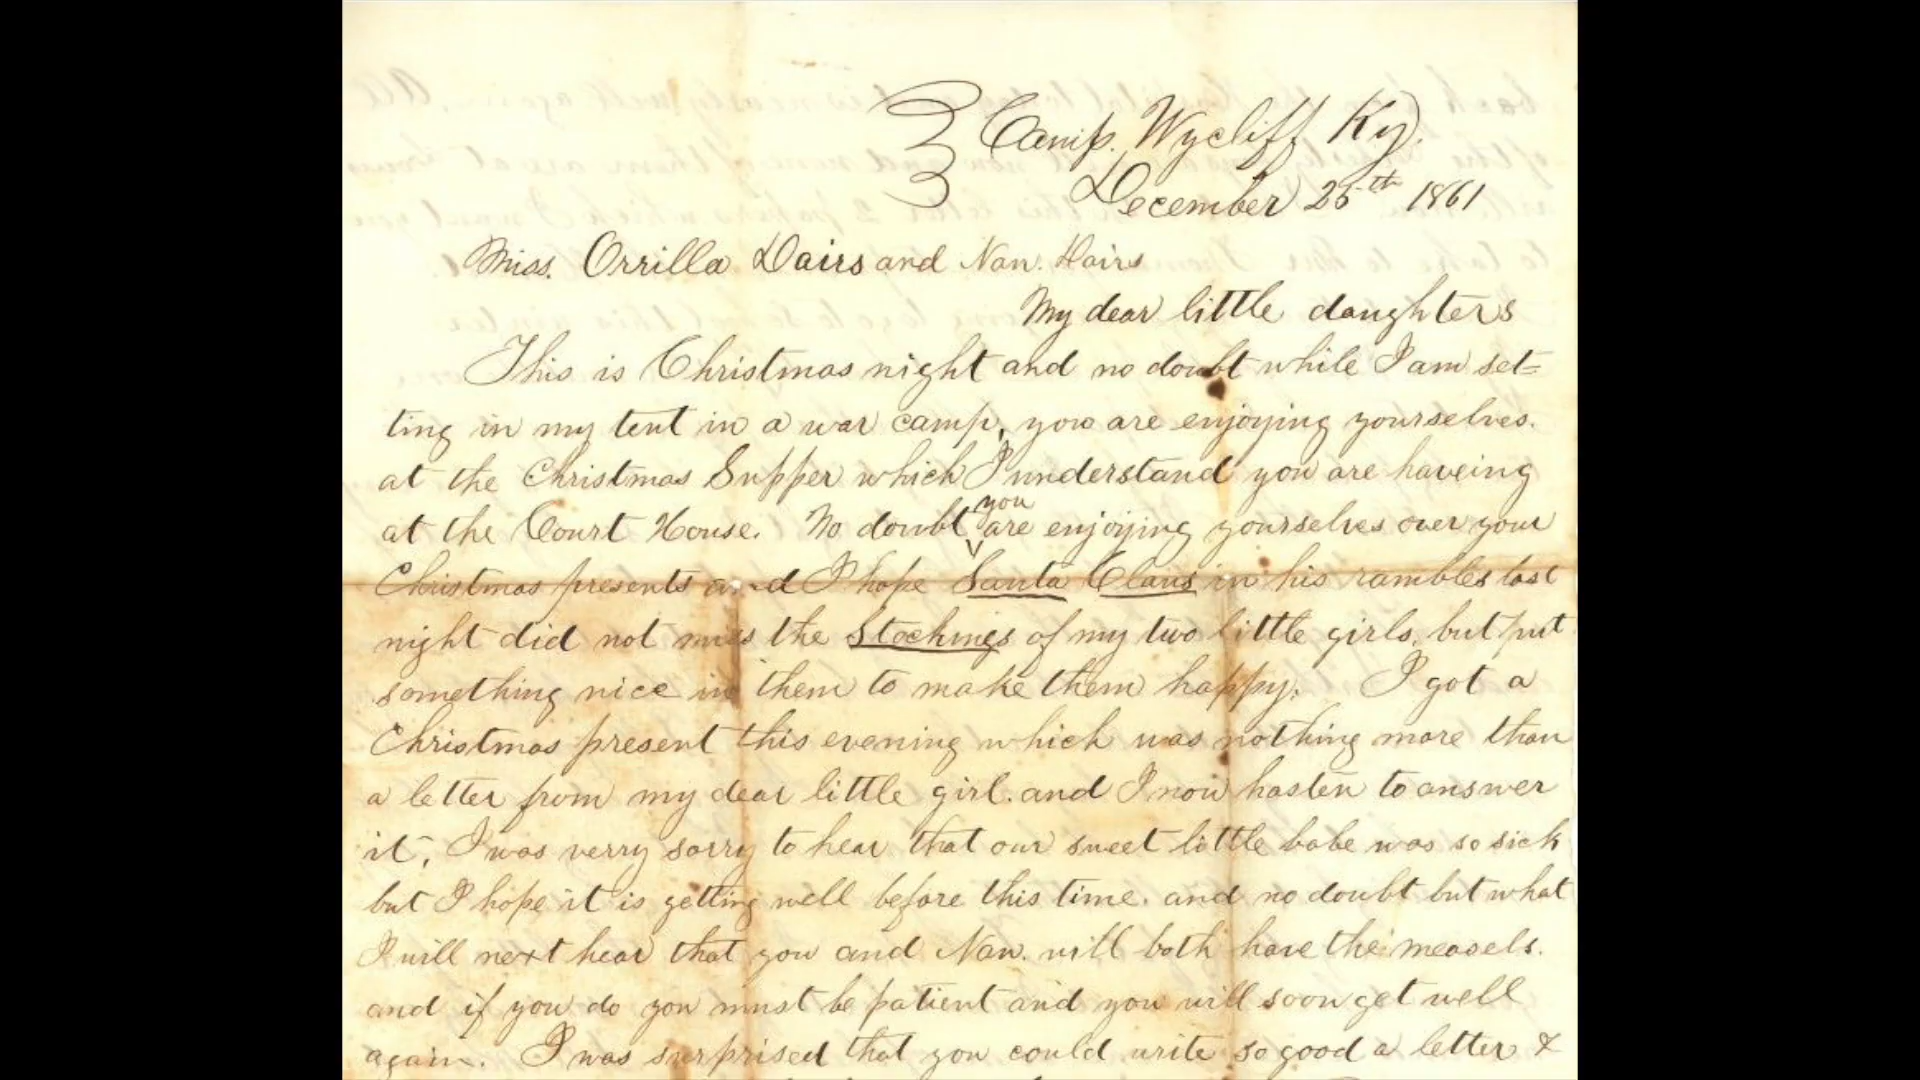 Camp. Wycliff Ky.
December 25th 1861
Miss. Orrilla Davis and Nan. Davis
My dear little daughters
This is Christmas night and no doubt while I am set=
ting in my tent in a war camp, you are enjoying yourselves.
at the Christmas Supper which I understand you are haveing
at the Court House. No doubt you are enjoying yourselves over your
Christmas presents and I hope Santa Claus in his rambles last
night did not miss the Stockings of my two little girls, but put
something nice in them to make them happy. I got a
Christmas present this evening which was nothing more than
a letter from my dear little girl. and I now hasten to answer
it, I was verry sorry to hear that our sweet little babe was so sick
but I hope it is getting well before this time. and no doubt but what
I will next hear that you and Nan. will both have the measels.
and if you do you must be patient and you will soon get well
again. I was surprised that you could write so good a letter &